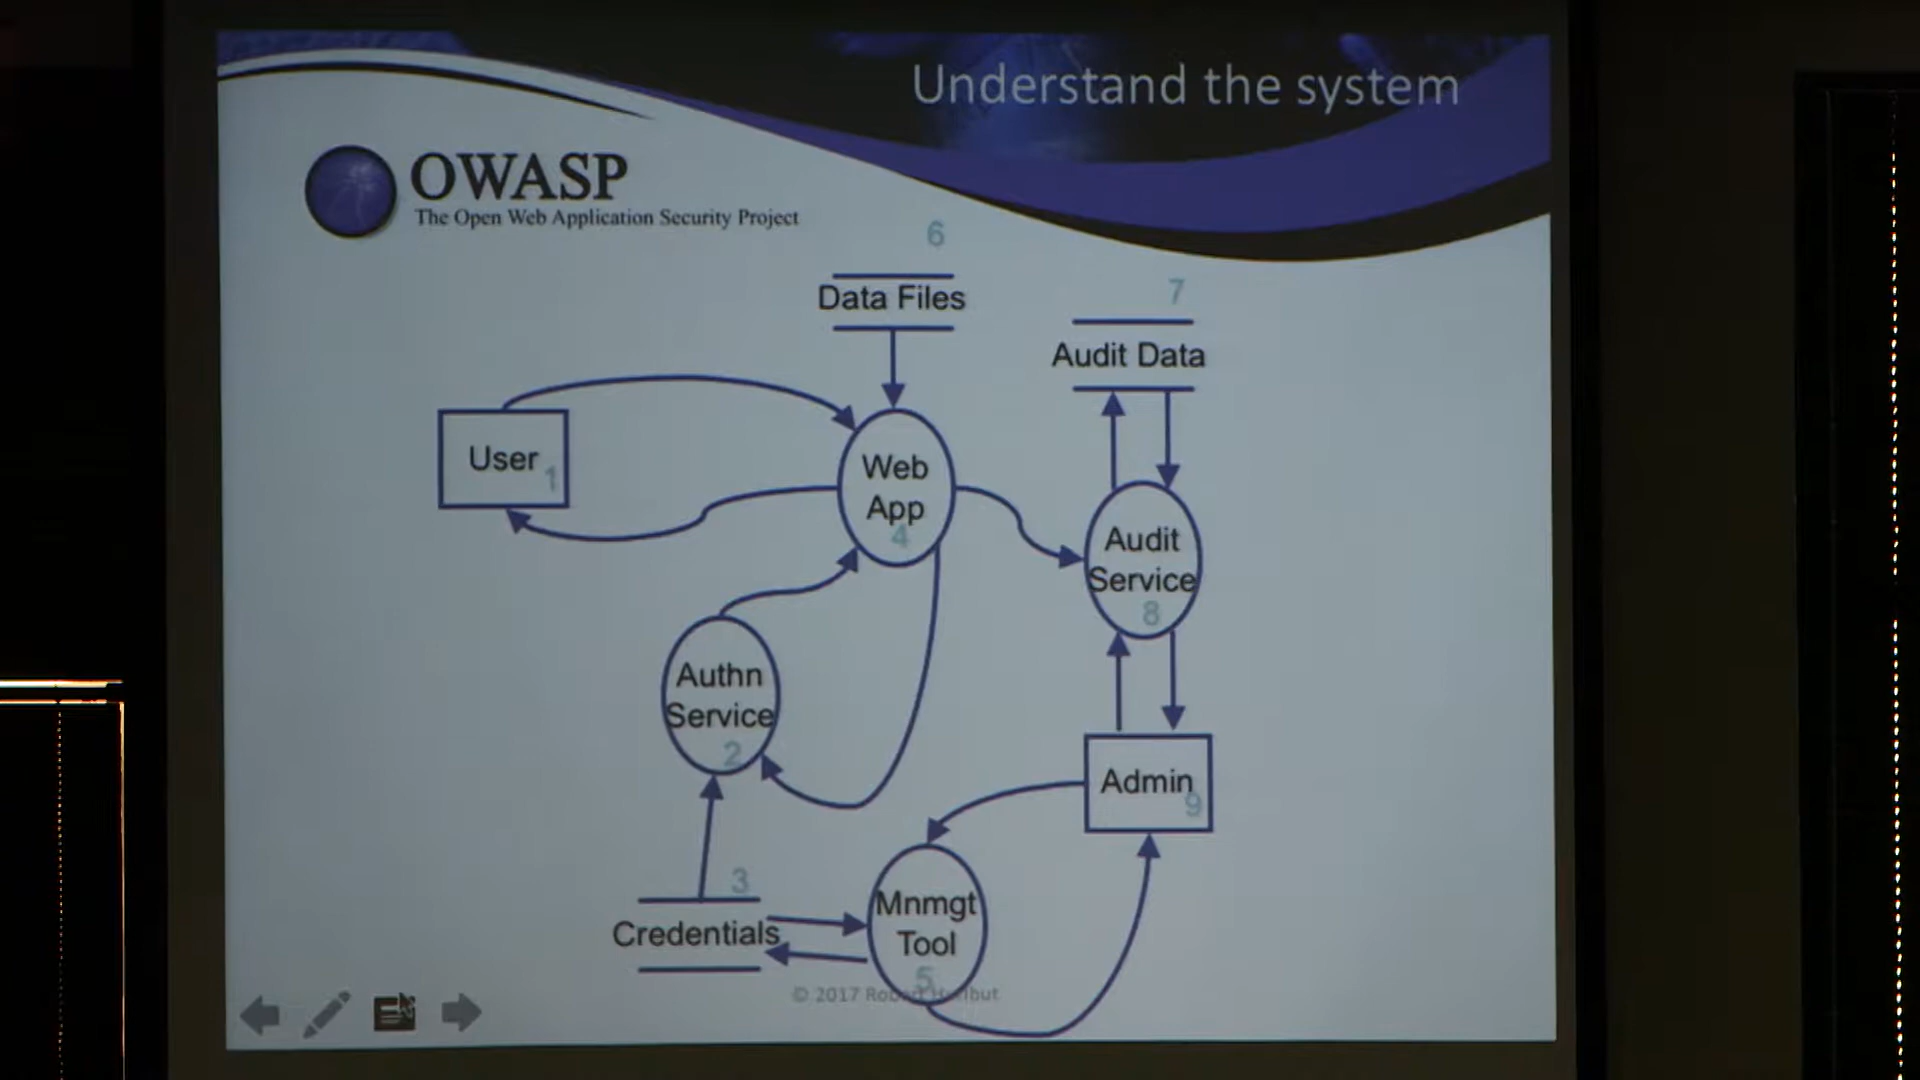 Understand the system
OWASP
The Open Web Application Security Project
6
Data Files
7
Audit Data
User
1
Web
App
4
Audit
Service
8
Authn
Service
2
Admin
9
3
Credentials
Mnmgt
Tool
5
© 2017 Robert Hurlbut